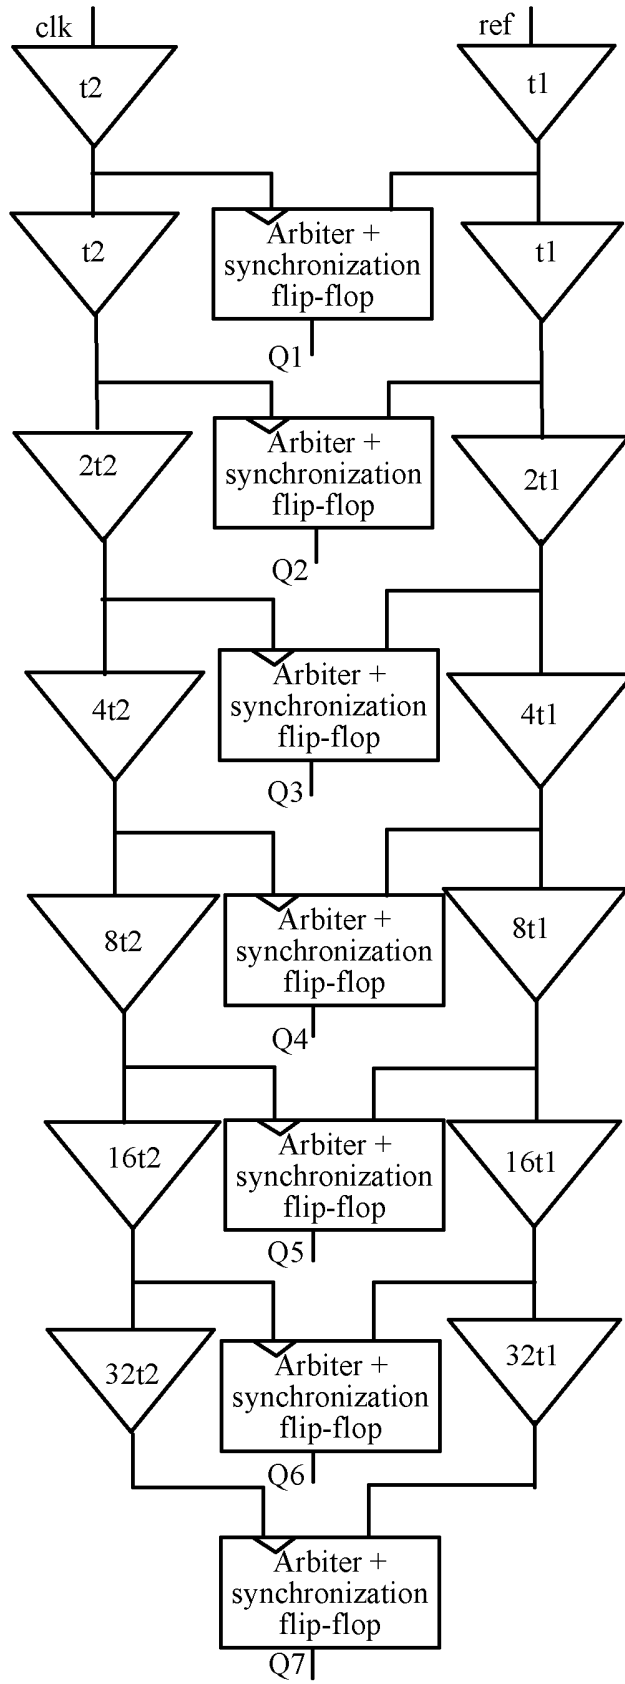 clk
ref
t2
t1
t2
Arbiter +
synchronization
flip-flop
t1
Q1
2t2
Arbiter +
synchronization
flip-flop
2t1
Q2
4t2
Arbiter +
synchronization
flip-flop
4t1
Q3
8t2
Arbiter +
synchronization
flip-flop
8t1
Q4
16t2
Arbiter +
synchronization
flip-flop
16t1
Q5
32t2
Arbiter +
synchronization
flip-flop
32t1
Q6
Arbiter +
synchronization
flip-flop
Q7